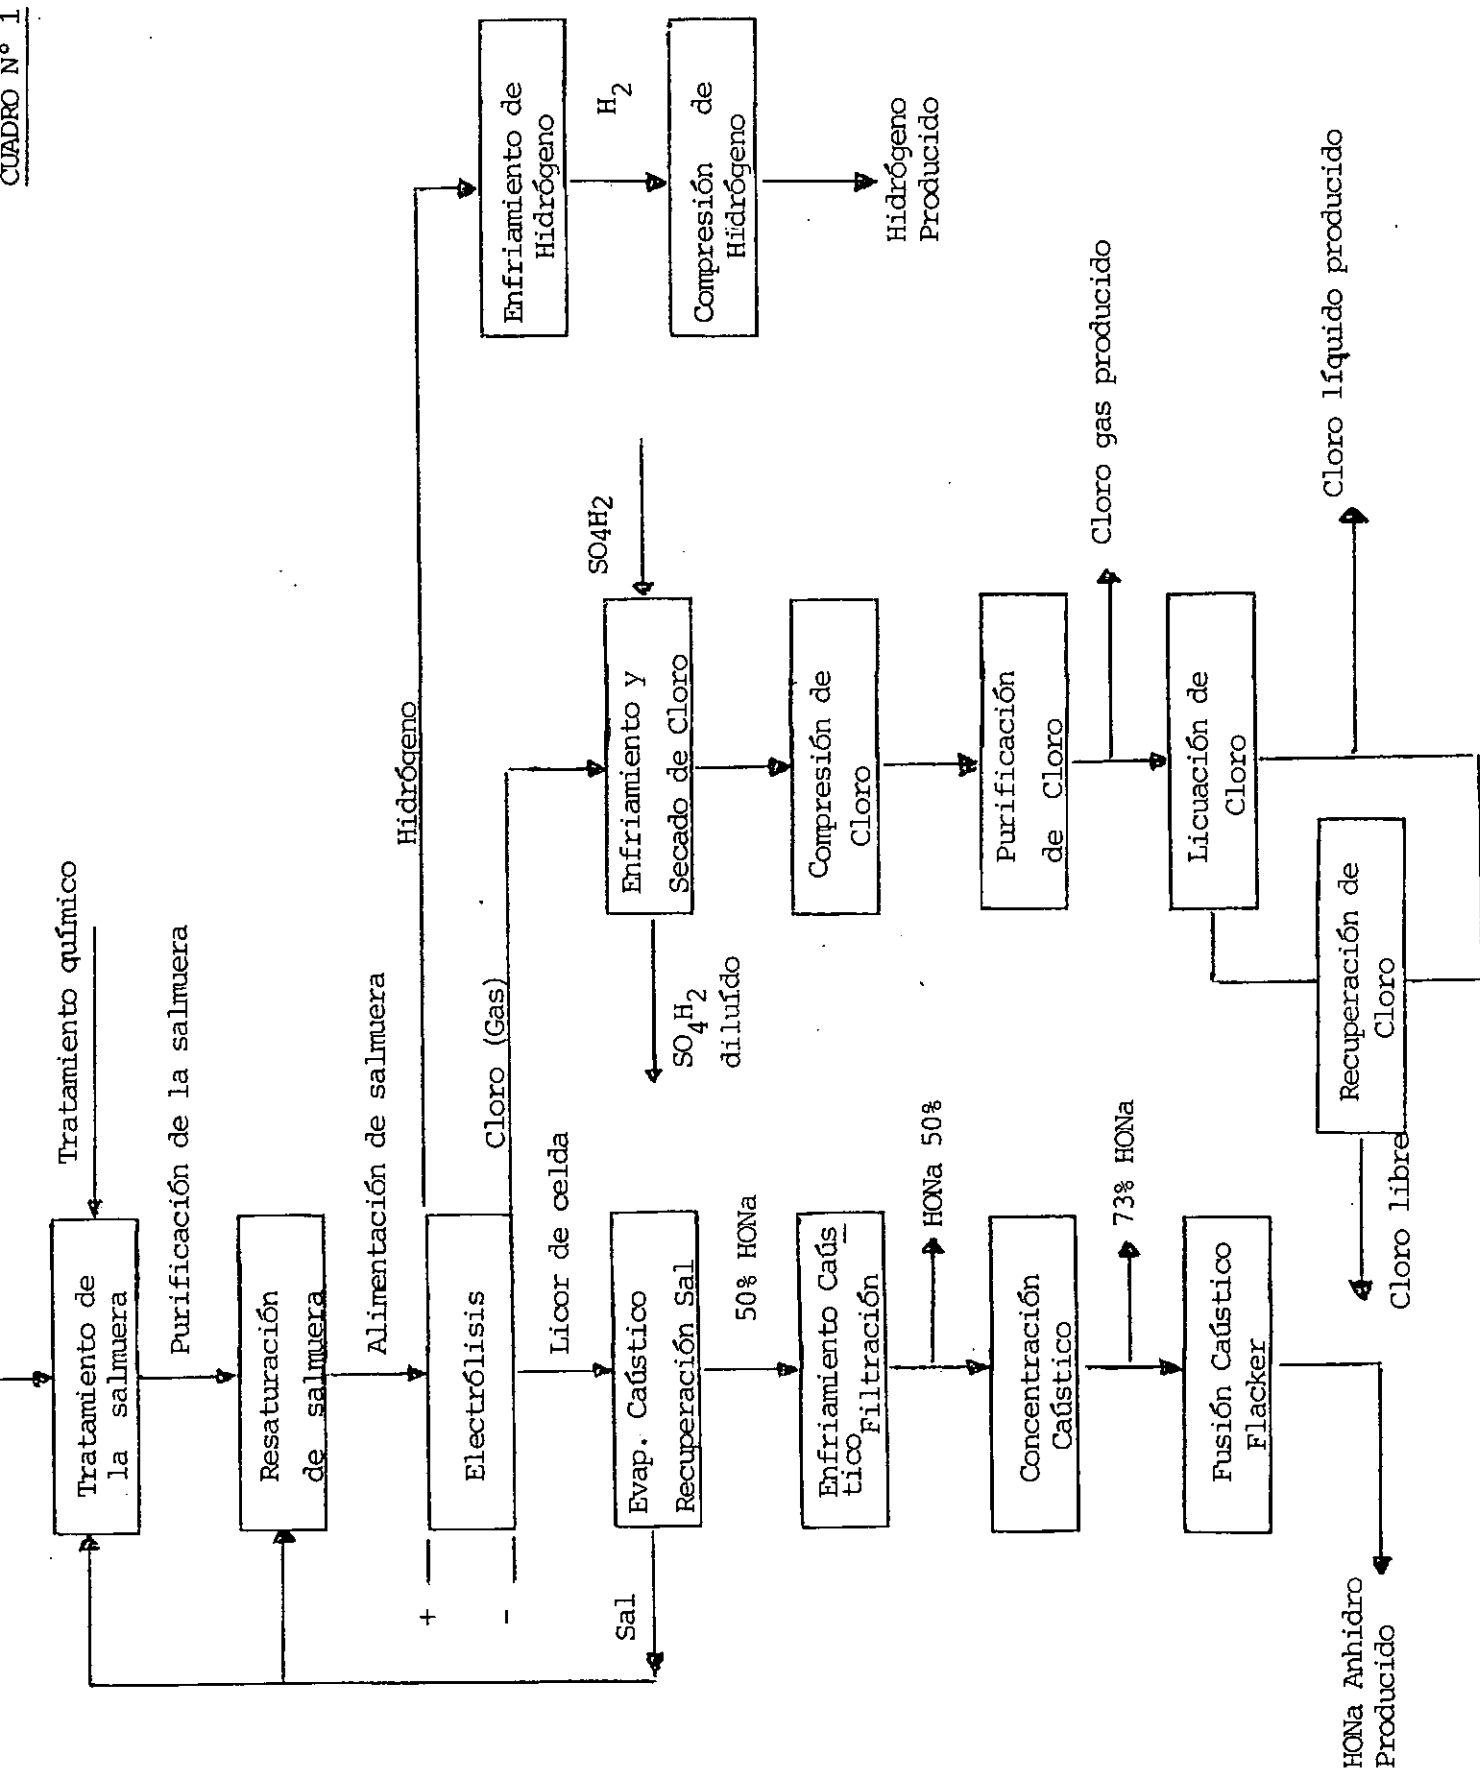 CUADRO N° 1
Tratamiento químico
Tratamiento de
la salmuera
Purificación de la salmuera
Resaturación
de salmuera
Alimentación de salmuera
+
-
Electrólisis
Hidrógeno
Cloro (Gas)
Licor de celda
Sal
Evap. Caústico
Recuperación Sal
50% HONa
Enfriamiento Caús
tico
Filtración
HONa 50%
Concentración
Caústico
73% HONa
Fusión Caústico
Flacker
HONa Anhidro
Producido
SO4H2
Enfriamiento y
Secado de Cloro
SO4H2
diluído
Compresión de
Cloro
Purificación
de Cloro
Cloro gas producido
Licuación de
Cloro
Cloro líquido producido
Recuperación de
Cloro
Cloro libre
Enfriamiento de
Hidrógeno
H2
Compresión de
Hidrógeno
Hidrógeno
Producido